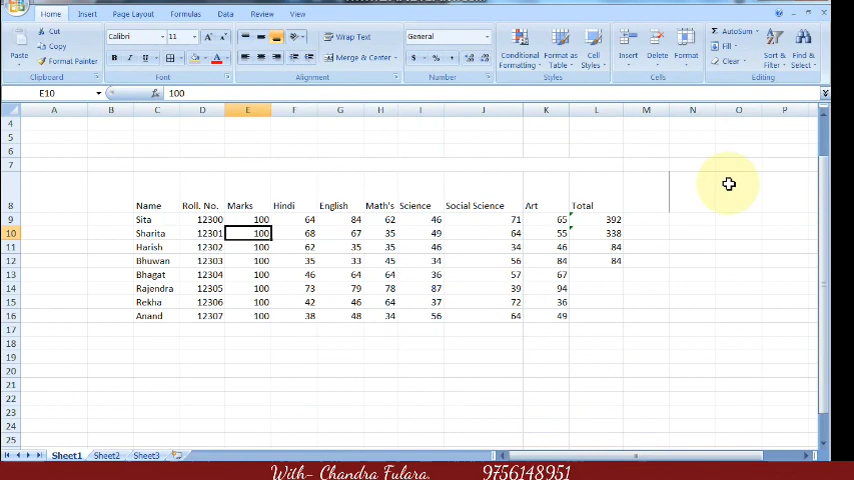 Home Insert Page Layout Formulas Data Review View
Cut
Copy
Paste
Format Painter
Clipboard
Calibri 11
B I U
Font
Wrap Text
Merge & Center
Alignment
General
$ % ,
Number
Conditional Formatting Format as Table Cell Styles
Styles
Insert Delete Format
Cells
Σ AutoSum
Fill
Clear
Sort & Filter Find & Select
Editing
E10 fx 100
A B C D E F G H I J K L M N O P
4
5
6
7
8 Name Roll. No. Marks Hindi English Math's Science Social Science Art Total
9 Sita 12300 100 64 84 62 46 71 65 392
10 Sharita 12301 100 68 67 35 49 64 55 338
11 Harish 12302 100 62 35 35 46 34 46 84
12 Bhuwan 12303 100 35 33 45 34 56 84 84
13 Bhagat 12304 100 46 64 64 36 57 67
14 Rajendra 12305 100 73 79 78 87 39 94
15 Rekha 12306 100 42 46 64 37 72 36
16 Anand 12307 100 38 48 34 56 64 49
17
18
19
20
21
22
23
24
25
Sheet1 Sheet2 Sheet3
With- Chandra Fulara. 9756148951